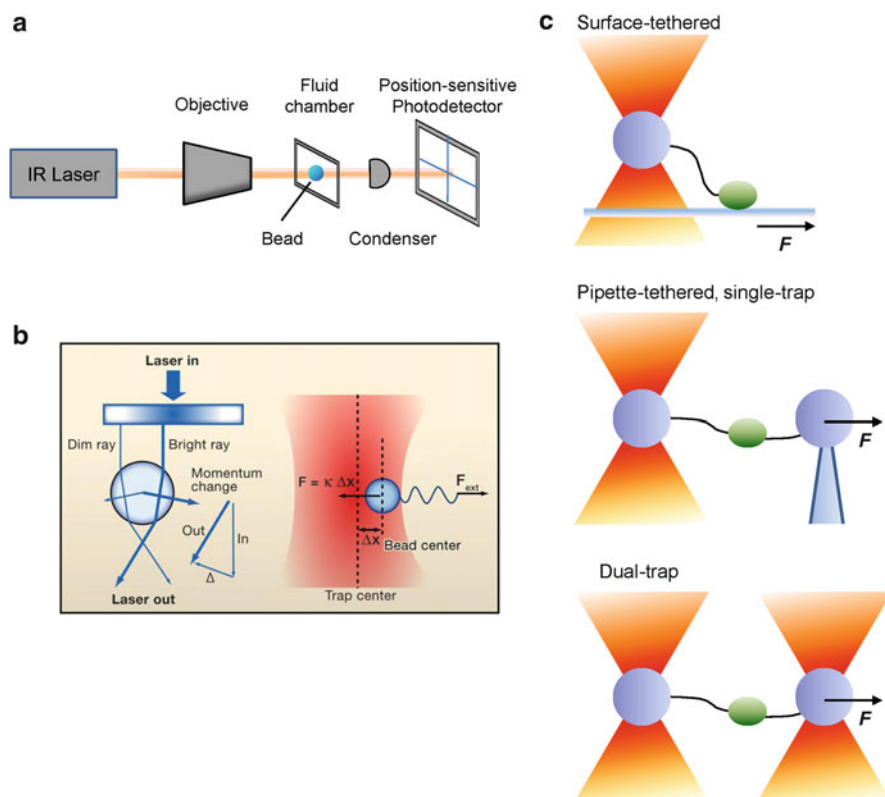 a
Objective
Fluid
chamber
Position-sensitive
Photodetector
IR Laser
Bead
Condenser
b
Laser in
Dim ray
Bright ray
Momentum
change
Out
In
Δ
Laser out
F = κ Δx
F ext
Δx
Bead center
Trap center
c
Surface-tethered
F
Pipette-tethered, single-trap
F
Dual-trap
F